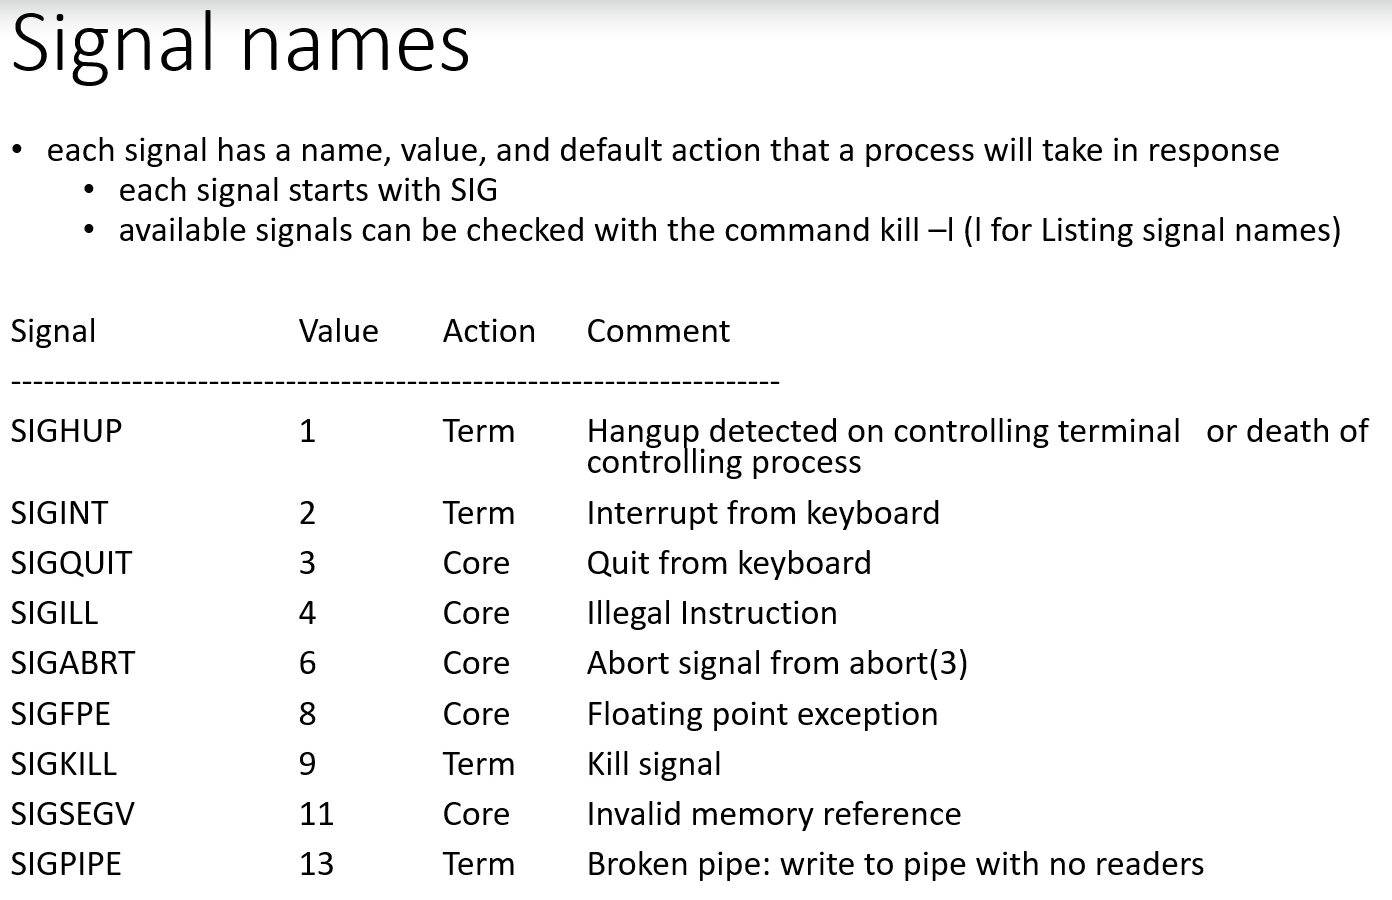 Signal names
• each signal has a name, value, and default action that a process will take in response
• each signal starts with SIG
• available signals can be checked with the command kill –l (l for Listing signal names)
Signal Value Action Comment
----------------------------------------------------------------------
SIGHUP 1 Term Hangup detected on controlling terminal or death of
controlling process
SIGINT 2 Term Interrupt from keyboard
SIGQUIT 3 Core Quit from keyboard
SIGILL 4 Core Illegal Instruction
SIGABRT 6 Core Abort signal from abort(3)
SIGFPE 8 Core Floating point exception
SIGKILL 9 Term Kill signal
SIGSEGV 11 Core Invalid memory reference
SIGPIPE 13 Term Broken pipe: write to pipe with no readers